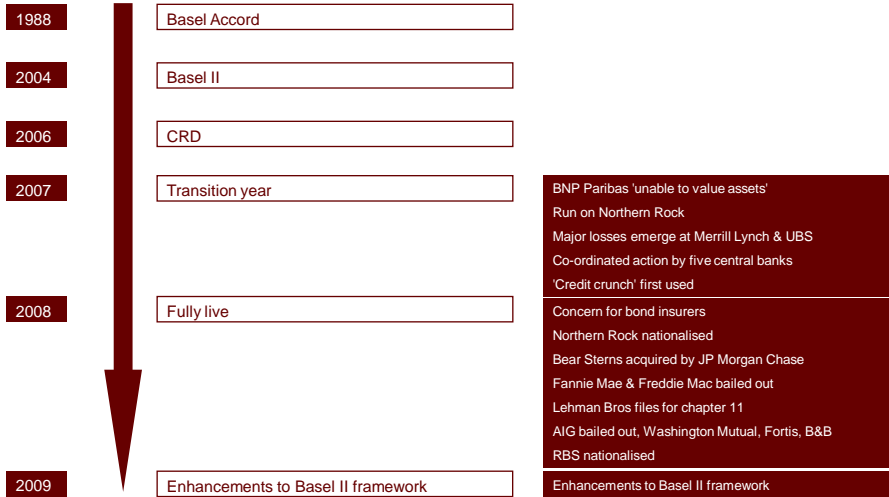 1988
Basel Accord
2004
Basel II
2006
CRD
2007
Transition year
BNP Paribas 'unable to value assets'
Run on Northern Rock
Major losses emerge at Merrill Lynch & UBS
Co-ordinated action by five central banks
'Credit crunch' first used
2008
Fully live
Concern for bond insurers
Northern Rock nationalised
Bear Sterns acquired by JP Morgan Chase
Fannie Mae & Freddie Mac bailed out
Lehman Bros files for chapter 11
AIG bailed out, Washington Mutual, Fortis, B&B
RBS nationalised
2009
Enhancements to Basel II framework
Enhancements to Basel II framework